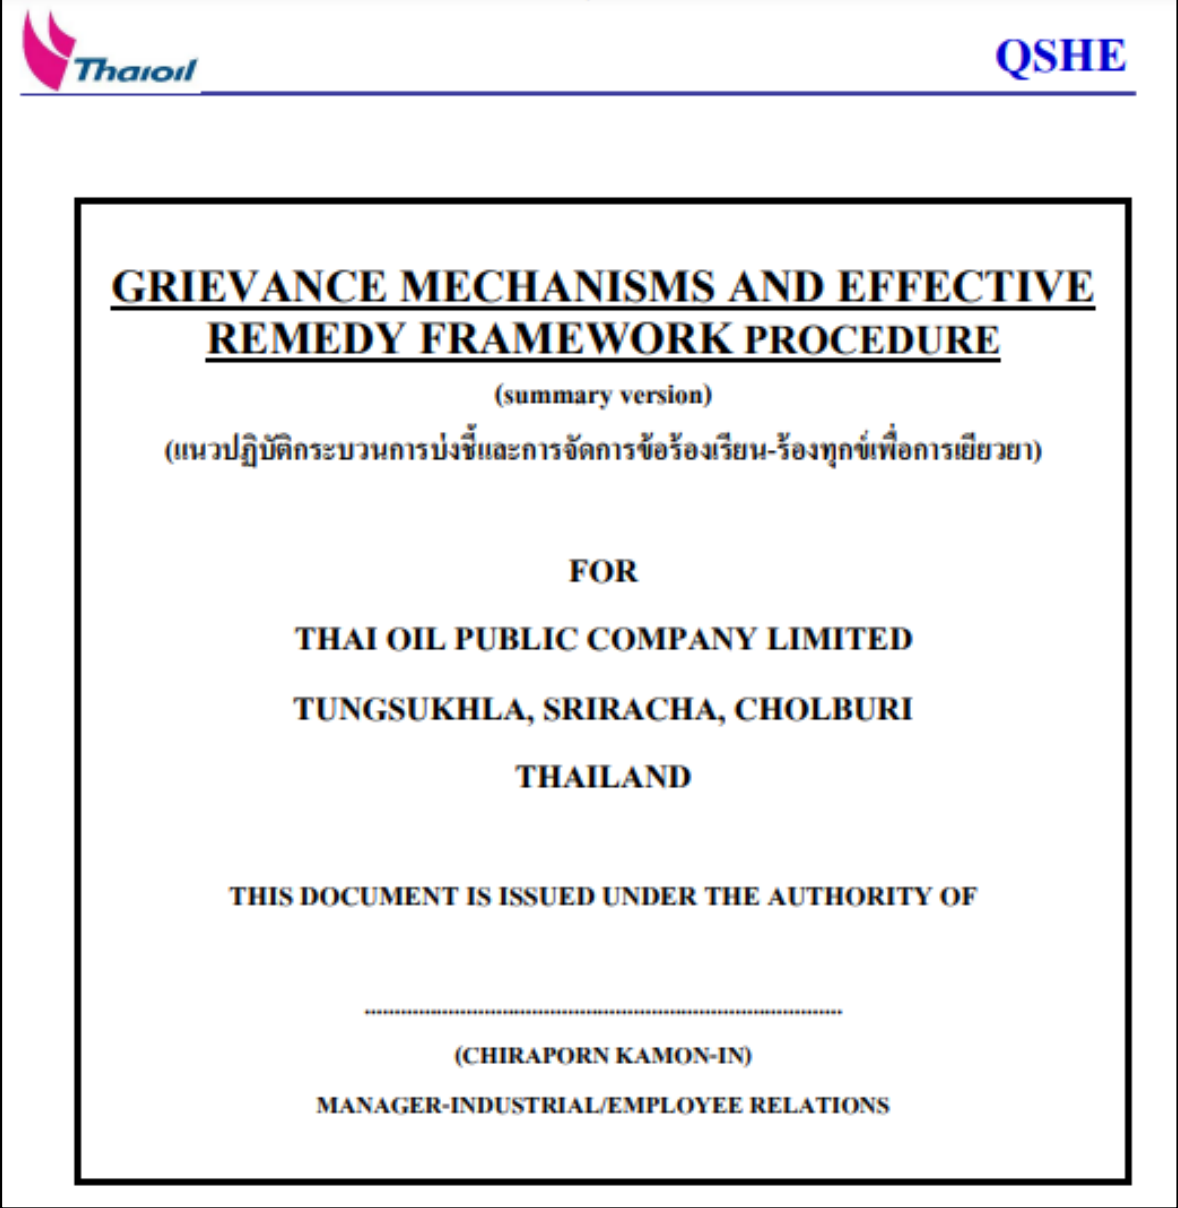 Thaioil
QSHE
GRIEVANCE MECHANISMS AND EFFECTIVE
REMEDY FRAMEWORK PROCEDURE
(summary version)
(แนวปฏิบัติกระบวนการบ่งชี้และการจัดการข้อร้องเรียน-ร้องทุกข์เพื่อการเยียวยา)
FOR
THAI OIL PUBLIC COMPANY LIMITED
TUNGSUKHLA, SRIRACHA, CHOLBURI
THAILAND
THIS DOCUMENT IS ISSUED UNDER THE AUTHORITY OF
................................................................................
(CHIRAPORN KAMON-IN)
MANAGER-INDUSTRIAL/EMPLOYEE RELATIONS